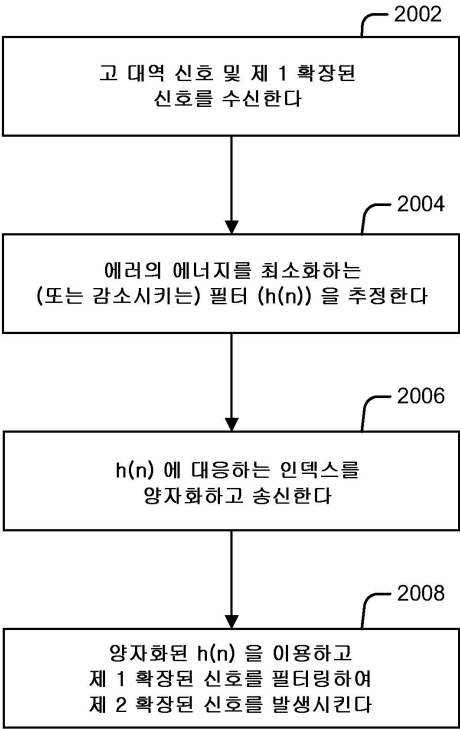 2002
고 대역 신호 및 제 1 확장된
신호를 수신한다
2004
에러의 에너지를 최소화하는
(또는 감소시키는) 필터 (h(n)) 을 추정한다
2006
h(n) 에 대응하는 인덱스를
양자화하고 송신한다
2008
양자화된 h(n) 을 이용하고
제 1 확장된 신호를 필터링하여
제 2 확장된 신호를 발생시킨다